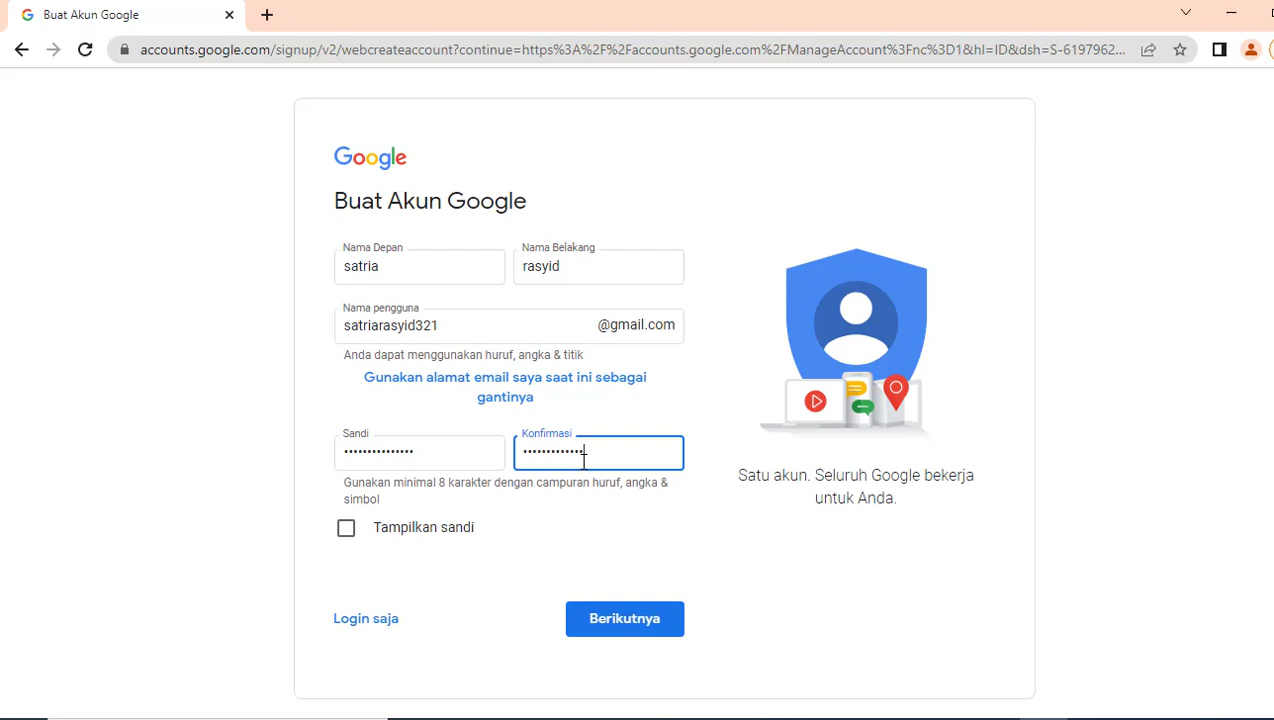 Buat Akun Google
accounts.google.com/signup/v2/webcreateaccount?continue=https%3A%2F%2Faccounts.google.com%2FManageAccount%3Fnc%3D1&hl=ID&dsh=S-6197962...
Google
Buat Akun Google
Nama Depan
Nama Belakang
satria
rasyid
Nama pengguna
satriarasyid321
@gmail.com
Anda dapat menggunakan huruf, angka & titik
Gunakan alamat email saya saat ini sebagai
gantinya
Sandi
Konfirmasi
Gunakan minimal 8 karakter dengan campuran huruf, angka &
simbol
Tampilkan sandi
Login saja
Berikutnya
Satu akun. Seluruh Google bekerja
untuk Anda.